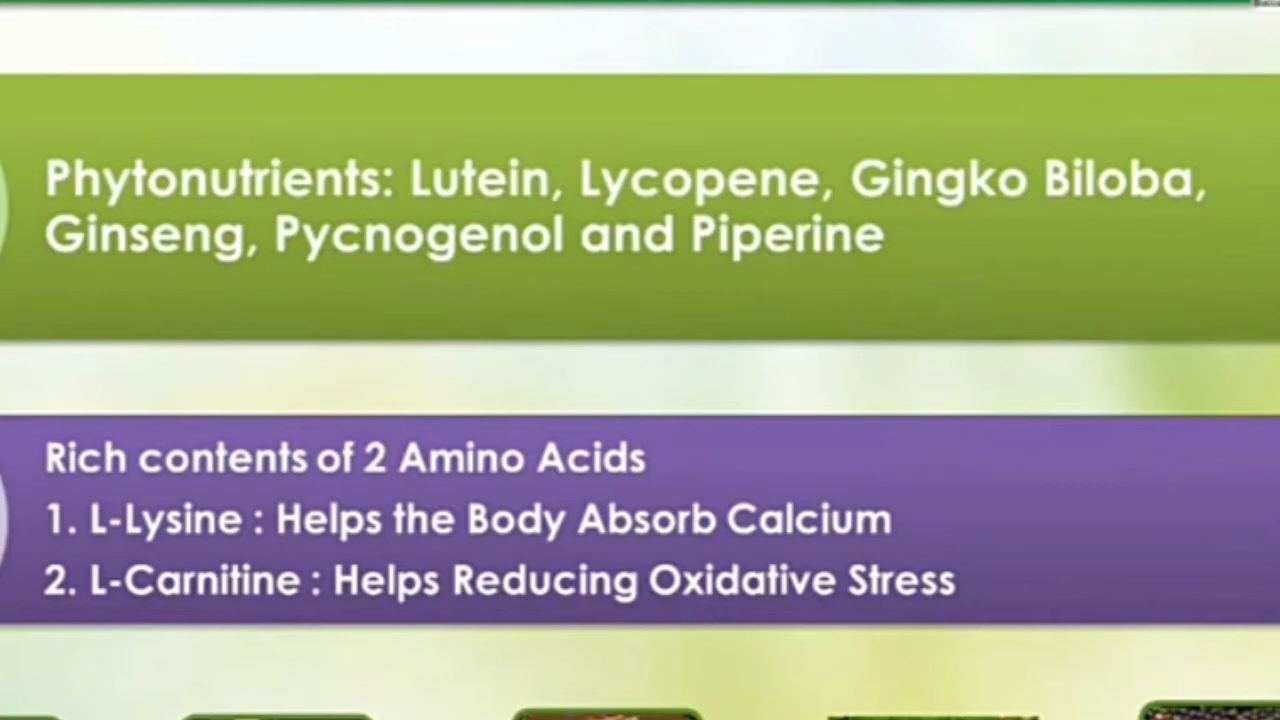 Phytonutrients: Lutein, Lycopene, Gingko Biloba,
Ginseng, Pycnogenol and Piperine
Rich contents of 2 Amino Acids
1. L-Lysine : Helps the Body Absorb Calcium
2. L-Carnitine : Helps Reducing Oxidative Stress